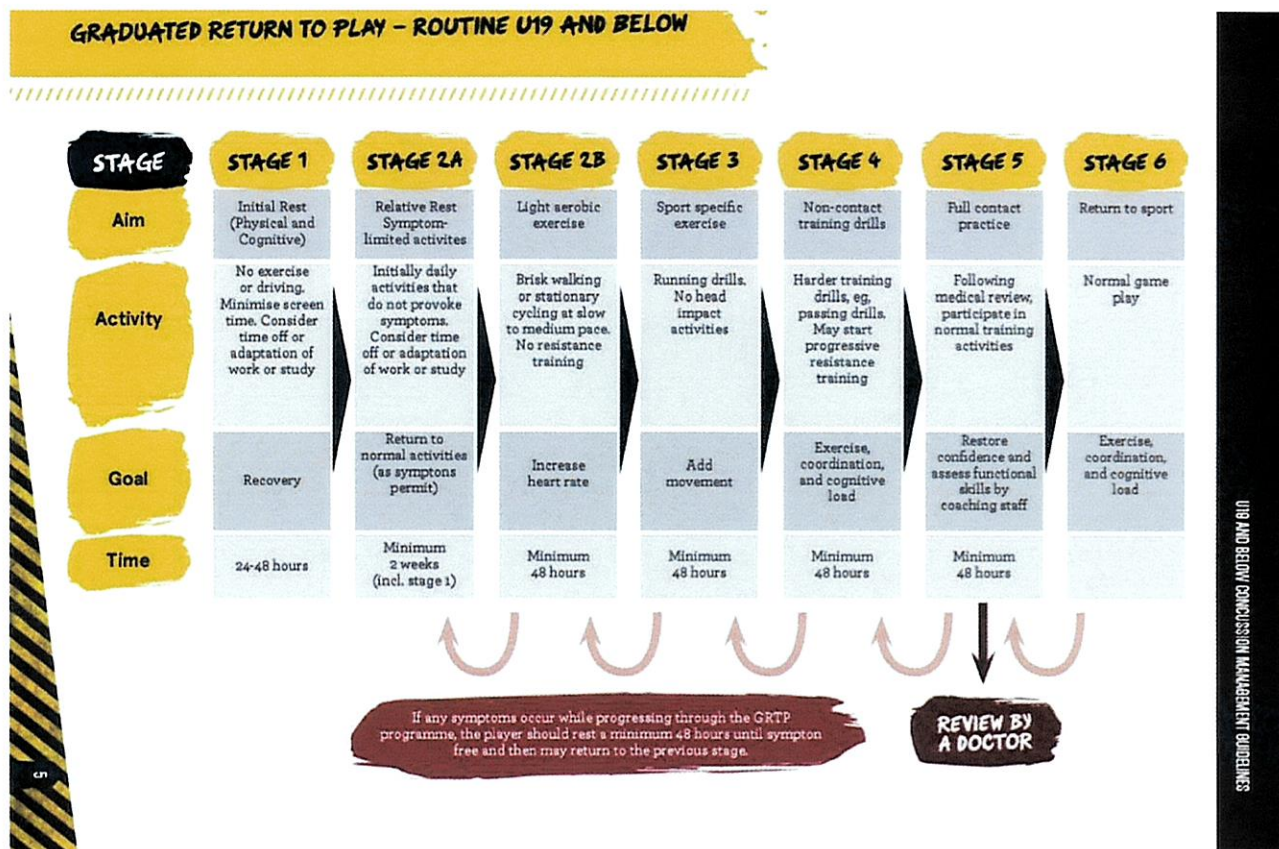 GRADUATED RETURN TO PLAY – ROUTINE U19 AND BELOW
STAGE
STAGE 1
STAGE 2A
STAGE 2B
STAGE 3
STAGE 4
STAGE 5
STAGE 6
Aim
Initial Rest
(Physical and
Cognitive)
Relative Rest
Symptom-
limited activites
Light aerobic
exercise
Sport specific
exercise
Non-contact
training drills
Full contact
practice
Return to sport
Activity
No exercise
or driving.
Minimise screen
time. Consider
time off or
adaptation of
work or study
Initially daily
activities that
do not provoke
symptoms.
Consider time
off or adaptation
of work or study
Brisk walking
or stationary
cycling at slow
to medium pace.
No resistance
training
Running drills.
No head
impact
activities
Harder training
drills, eg,
passing drills.
May start
progressive
resistance
training
Following
medical review,
participate in
normal training
activities
Normal game
play
Goal
Recovery
Return to
normal activities
(as symptons
permit)
Increase
heart rate
Add
movement
Exercise,
coordination,
and cognitive
load
Restore
confidence and
assess functional
skills by
coaching staff
Exercise,
coordination,
and cognitive
load
Time
24-48 hours
Minimum
2 weeks
(incl. stage 1)
Minimum
48 hours
Minimum
48 hours
Minimum
48 hours
Minimum
48 hours
If any symptoms occur while progressing through the GRTP
programme, the player should rest a minimum 48 hours until sympton
free and then may return to the previous stage.
REVIEW BY
A DOCTOR
5
U19 AND BELOW CONCUSSION MANAGEMENT GUIDELINES